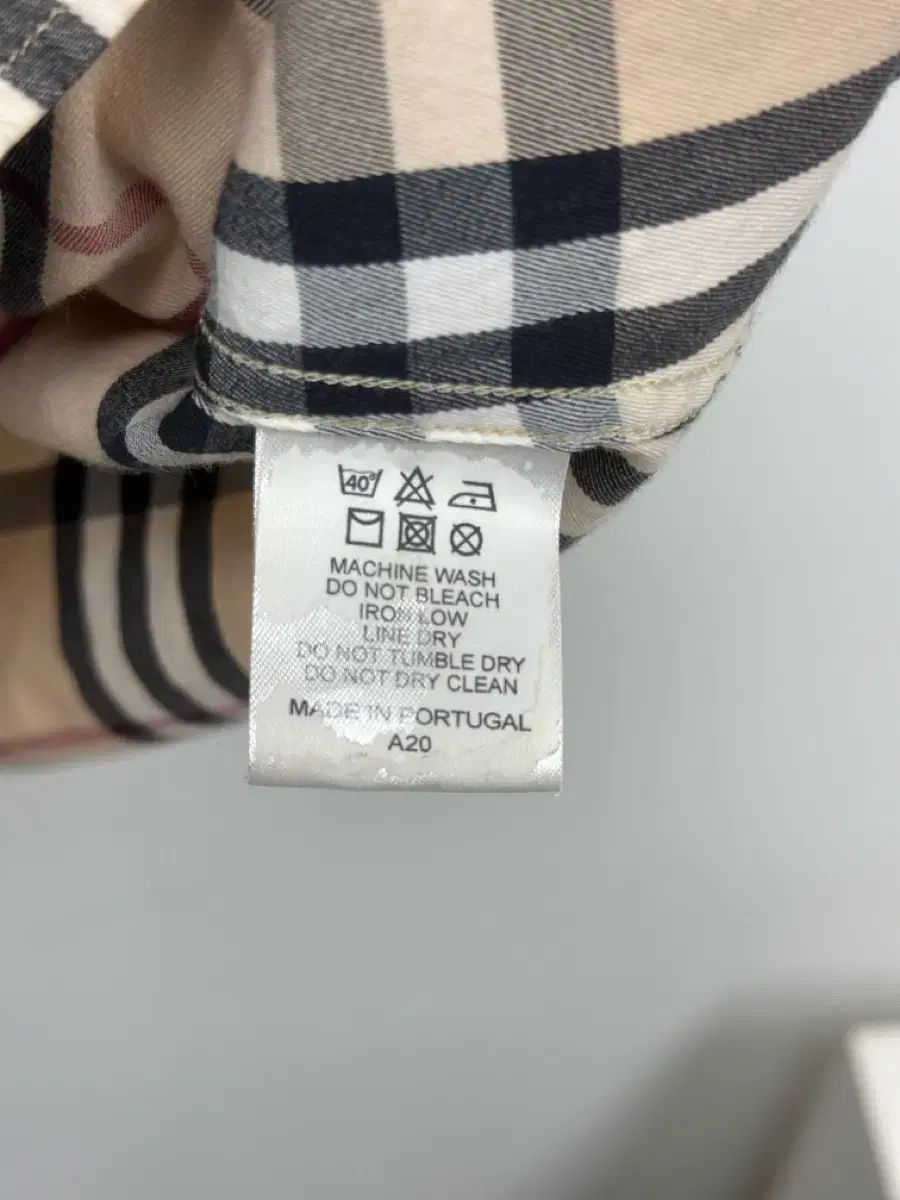 40°
MACHINE WASH
DO NOT BLEACH
IRON LOW
LINE DRY
DO NOT TUMBLE DRY
DO NOT DRY CLEAN
MADE IN PORTUGAL
A20